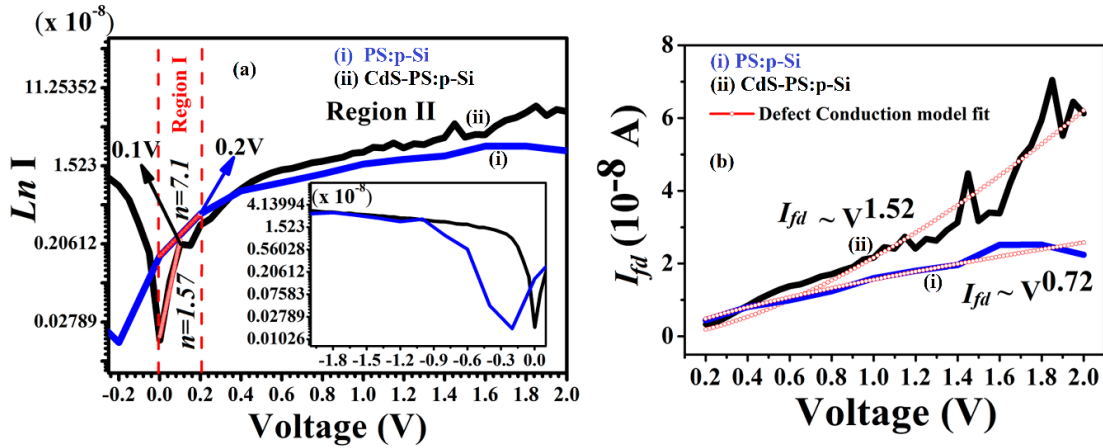 (x 10⁻⁸)
(i) PS:p-Si
(ii) CdS-PS:p-Si
(a)
Region I
Region II
0.1V
0.2V
n=7.1
n=1.57
(ii)
(i)
Ln I
11.25352
1.523
0.20612
0.02789
-0.2 0.0 0.2 0.4 0.6 0.8 1.0 1.2 1.4 1.6 1.8 2.0
Voltage (V)
(x 10⁻⁸)
4.13994
1.523
0.56028
0.20612
0.07583
0.02789
0.01026
-1.8 -1.5 -1.2 -0.9 -0.6 -0.3 0.0
(i) PS:p-Si
(ii) CdS-PS:p-Si
Defect Conduction model fit
(b)
I_fd ~ V^1.52
(ii)
(i)
I_fd ~ V^0.72
I_fd (10⁻⁸ A)
8
6
4
2
0
0.2 0.4 0.6 0.8 1.0 1.2 1.4 1.6 1.8 2.0
Voltage (V)